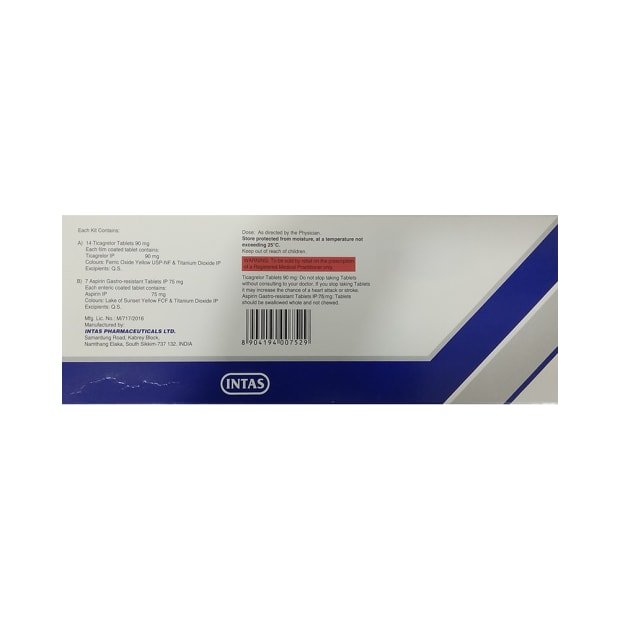 Each Kit Contains:
A) 14 Ticagrelor Tablets 90 mg
Each film coated tablet contains:
Ticagrelor IP 90 mg
Colours: Ferric Oxide Yellow USP-NF & Titanium Dioxide IP
Excipients: Q.S.
B) 7 Aspirin Gastro-resistant Tablets IP 75 mg
Each enteric coated tablet contains:
Aspirin IP 75 mg
Colours: Lake of Sunset Yellow FCF & Titanium Dioxide IP
Excipients: Q.S.
Mfg. Lic. No.: M/717/2016
Manufactured by:
INTAS PHARMACEUTICALS LTD.
Samardung Road, Kabrey Block,
Namthang Elaka, South Sikkim-737 132, INDIA
Dose: As directed by the Physician.
Store protected from moisture, at a temperature not
exceeding 25°C.
Keep out of reach of children.
WARNING: To be sold by retail on the prescription
of a Registered Medical Practitioner only.
Ticagrelor Tablets 90 mg: Do not stop taking Tablets
without consulting to your doctor. If you stop taking Tablets
it may increase the chance of a heart attack or stroke.
Aspirin Gastro-resistant Tablets IP 75 mg: Tablets
should be swallowed whole and not chewed.
8 904194 007529
INTAS